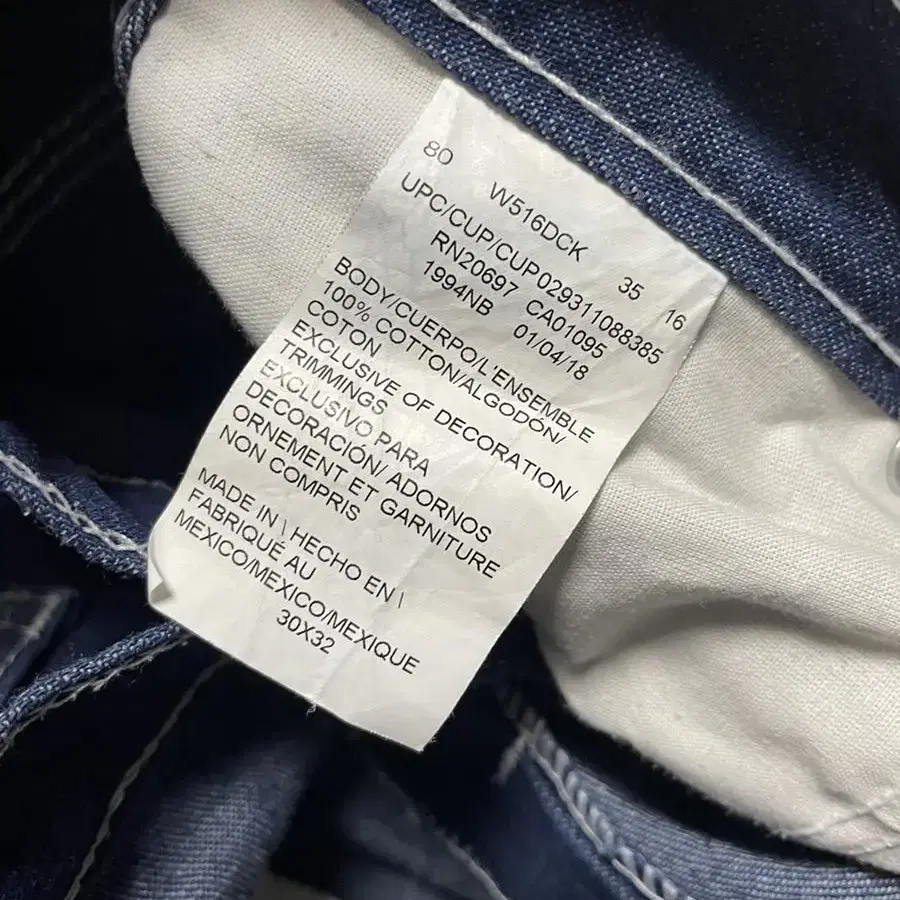 80 W516DCK 35 16
UPC/CUP/CUP029311088385
RN20697 CA01095
1994NB 01/04/18
BODY/CUERPO/L'ENSEMBLE
100% COTTON/ALGODÓN/
COTON
EXCLUSIVE OF DECORATION/
TRIMMINGS
EXCLUSIVO PARA
DECORACIÓN/ ADORNOS
ORNEMENT ET GARNITURE
NON COMPRIS
MADE IN \ HECHO EN \
FABRIQUÉ AU
MEXICO/MEXICO/MEXIQUE
30X32